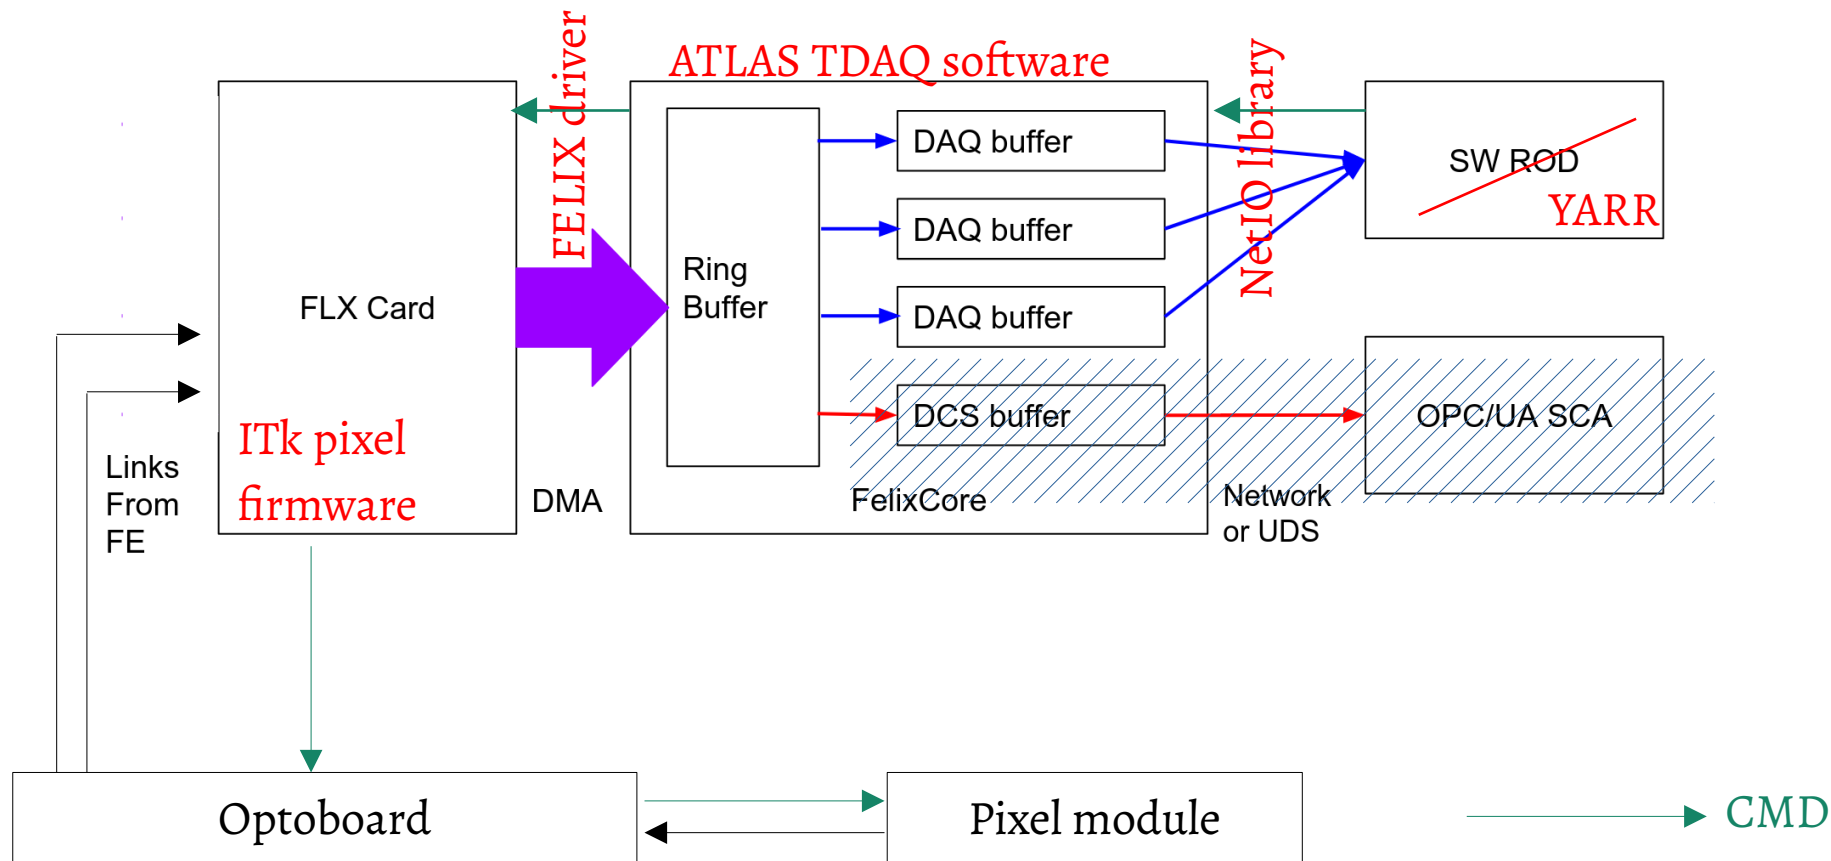 FELIX driver
ATLAS TDAQ software
NetIO library
DAQ buffer
DAQ buffer
DAQ buffer
DCS buffer
Ring
Buffer
FLX Card
ITk pixel
firmware
Links
From
FE
DMA
FelixCore
Network
or UDS
SW ROD
YARR
OPC/UA SCA
Optoboard
Pixel module
CMD